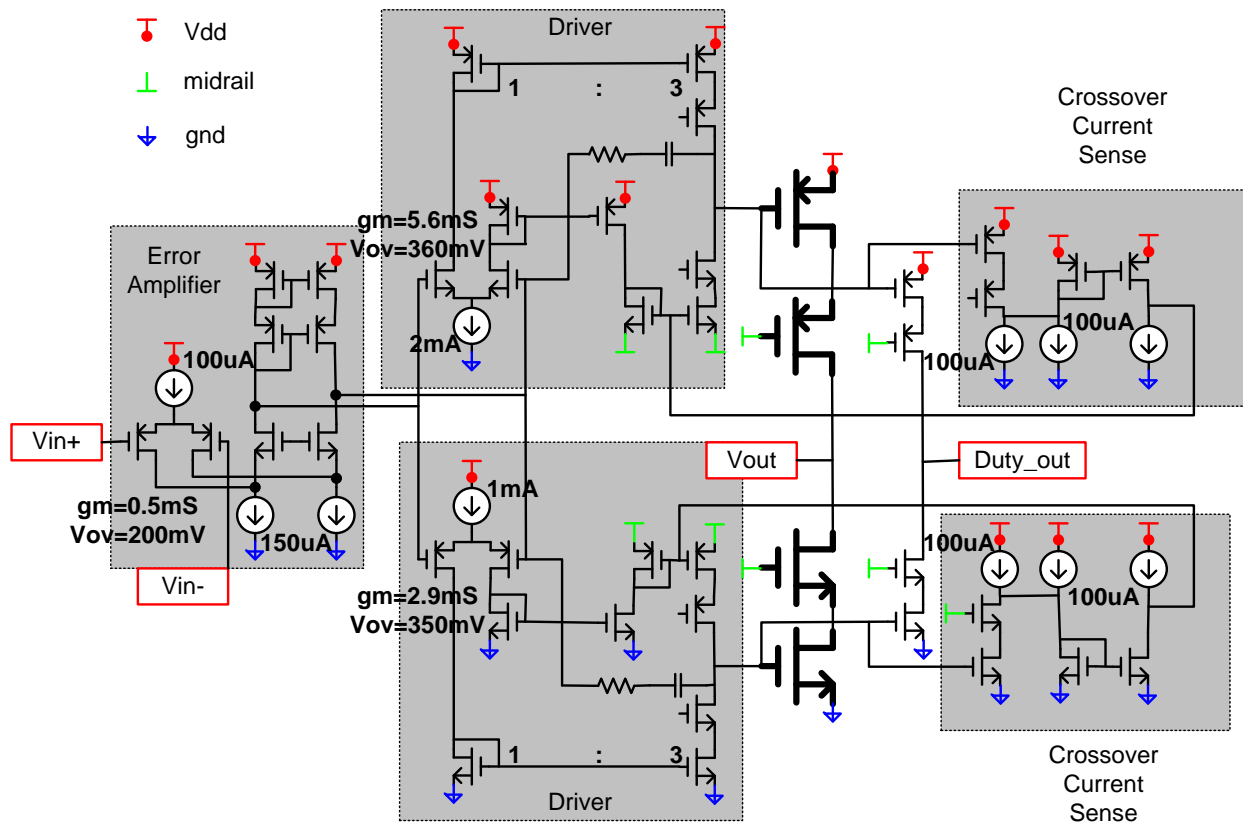 Vdd
midrail
gnd
Driver
1 : 3
gm=5.6mS
Vov=360mV
2mA
Error
Amplifier
100uA
Vin+
gm=0.5mS
Vov=200mV
150uA
Vin-
Crossover
Current
Sense
100uA
100uA
Vout
Duty_out
1mA
gm=2.9mS
Vov=350mV
1 : 3
Driver
100uA
100uA
Crossover
Current
Sense